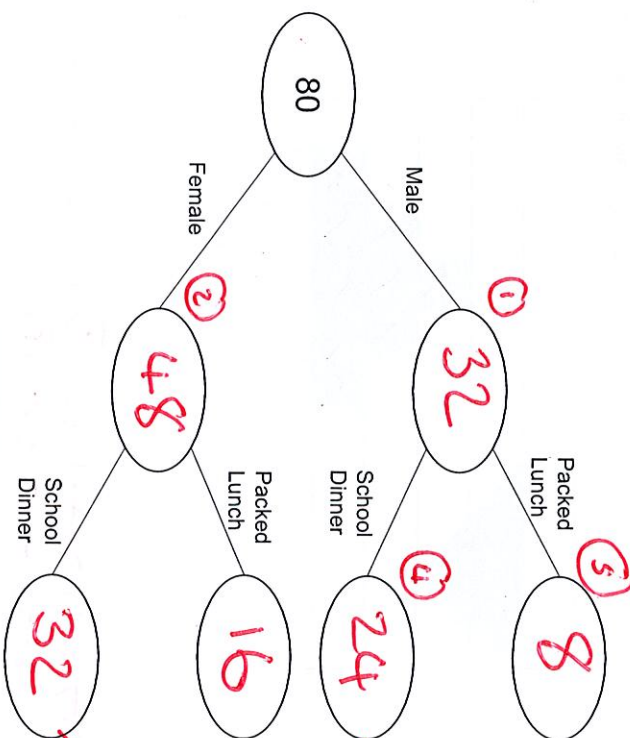 80
Male
Female
①
32
②
48
Packed
Lunch
School
Dinner
Packed
Lunch
School
Dinner
⑤
8
④
24
16
32